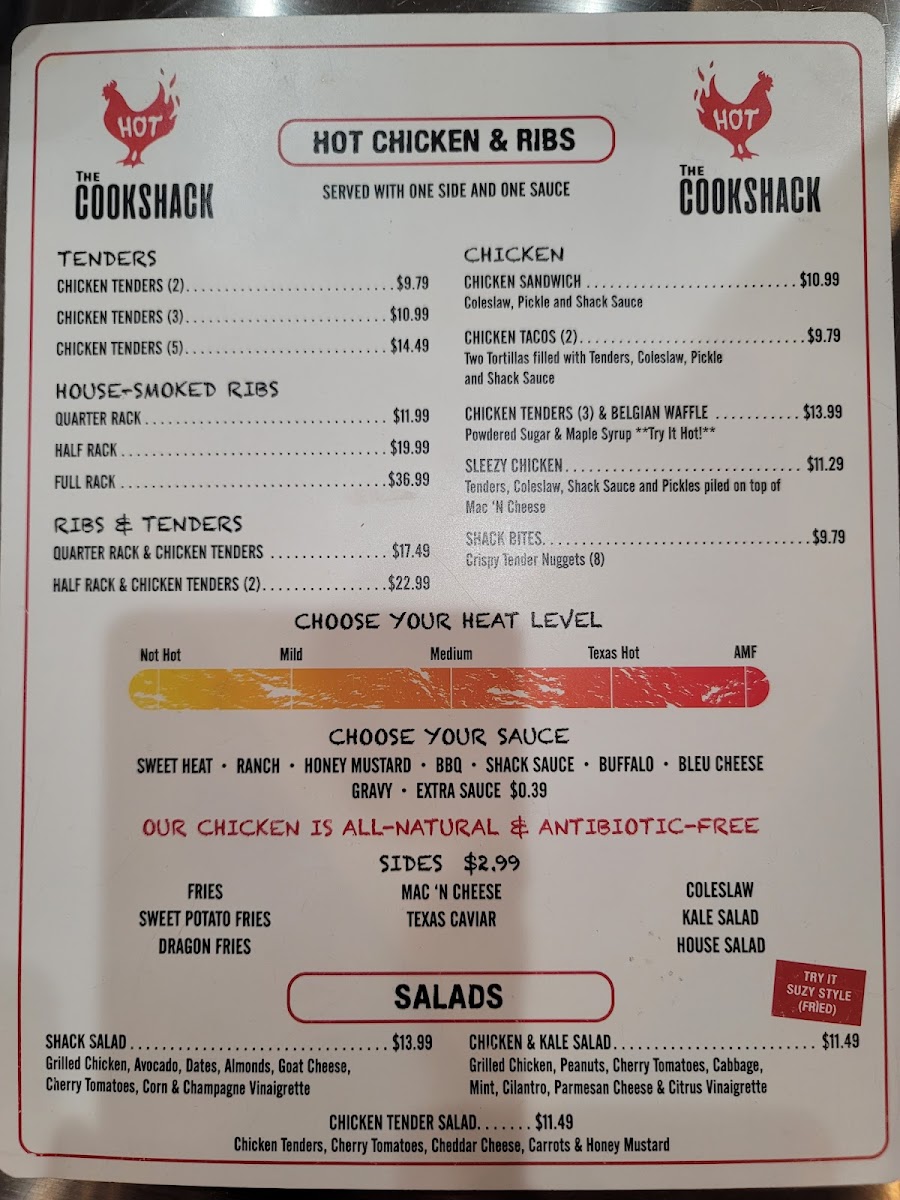 HOT
THE
COOKSHACK
HOT CHICKEN & RIBS
SERVED WITH ONE SIDE AND ONE SAUCE
HOT
THE
COOKSHACK
TENDERS
CHICKEN TENDERS (2)................................$9.79
CHICKEN TENDERS (3)...............................$10.99
CHICKEN TENDERS (5)...............................$14.49
HOUSE-SMOKED RIBS
QUARTER RACK......................................$11.99
HALF RACK.........................................$19.99
FULL RACK.........................................$36.99
RIBS & TENDERS
QUARTER RACK & CHICKEN TENDERS ..................$17.49
HALF RACK & CHICKEN TENDERS (2)..................$22.99
CHICKEN
CHICKEN SANDWICH ................................$10.99
Coleslaw, Pickle and Shack Sauce
CHICKEN TACOS (2)..................................$9.79
Two Tortillas filled with Tenders, Coleslaw, Pickle
and Shack Sauce
CHICKEN TENDERS (3) & BELGIAN WAFFLE ............$13.99
Powdered Sugar & Maple Syrup **Try It Hot!**
SLEEZY CHICKEN....................................$11.29
Tenders, Coleslaw, Shack Sauce and Pickles piled on top of
Mac 'N Cheese
SHACK BITES........................................$9.79
Crispy Tender Nuggets (8)
CHOOSE YOUR HEAT LEVEL
Not Hot Mild Medium Texas Hot AMF
CHOOSE YOUR SAUCE
SWEET HEAT • RANCH • HONEY MUSTARD • BBQ • SHACK SAUCE • BUFFALO • BLEU CHEESE
GRAVY • EXTRA SAUCE $0.39
OUR CHICKEN IS ALL-NATURAL & ANTIBIOTIC-FREE
SIDES $2.99
FRIES MAC 'N CHEESE COLESLAW
SWEET POTATO FRIES TEXAS CAVIAR KALE SALAD
DRAGON FRIES HOUSE SALAD
SALADS
TRY IT
SUZY STYLE
(FRIED)
SHACK SALAD.......................................$13.99
Grilled Chicken, Avocado, Dates, Almonds, Goat Cheese,
Cherry Tomatoes, Corn & Champagne Vinaigrette
CHICKEN & KALE SALAD..............................$11.49
Grilled Chicken, Peanuts, Cherry Tomatoes, Cabbage,
Mint, Cilantro, Parmesan Cheese & Citrus Vinaigrette
CHICKEN TENDER SALAD.......$11.49
Chicken Tenders, Cherry Tomatoes, Cheddar Cheese, Carrots & Honey Mustard